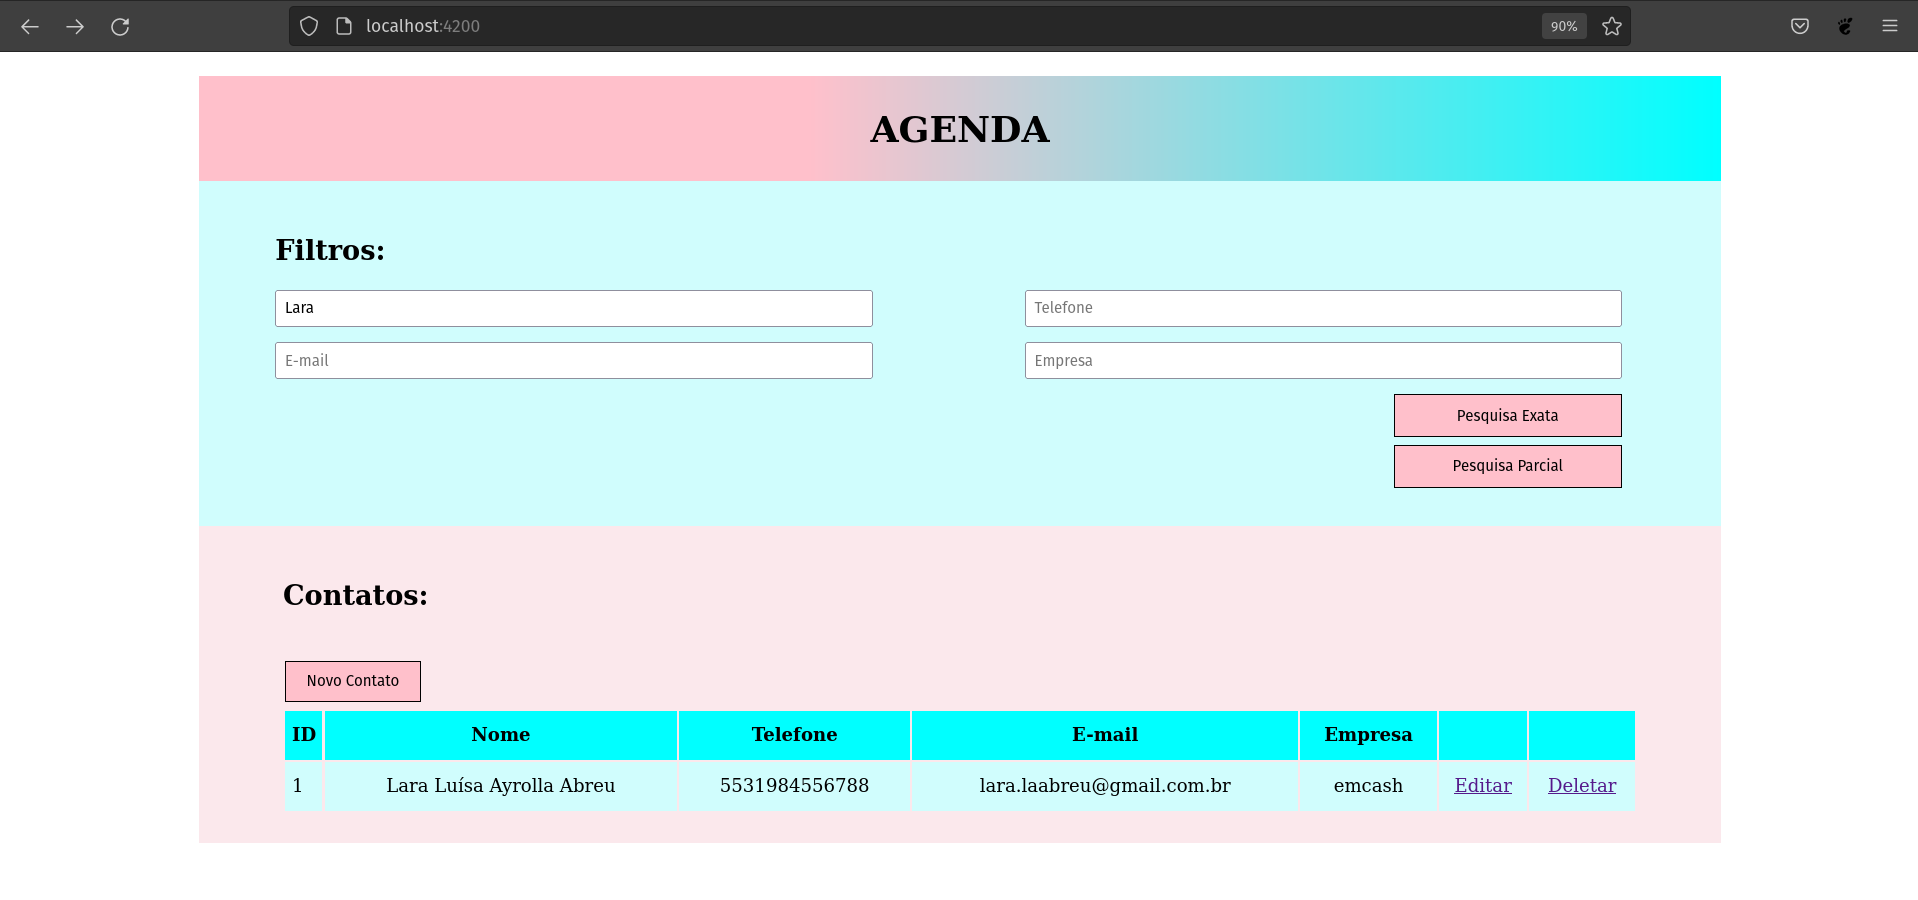 localhost:4200 90%
AGENDA
Filtros:
Lara Telefone
E-mail Empresa
Pesquisa Exata
Pesquisa Parcial
Contatos:
Novo Contato
ID Nome Telefone E-mail Empresa
1 Lara Luísa Ayrolla Abreu 5531984556788 lara.laabreu@gmail.com.br emcash Editar Deletar